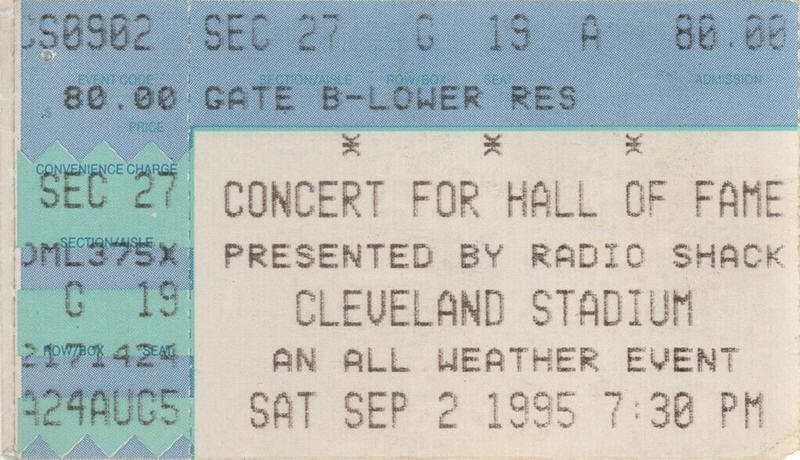 CS0902 SEC 27 G 19 A 80.00
EVENT CODE SECTION/AISLE ROW/BOX SEAT ADMISSION
$ 80.00 GATE B-LOWER RES
PRICE
CONVENIENCE CHARGE
SEC 27
SECTION/AISLE
OML375X
G 19
ROW/BOX SEAT
2171424
A24AUG5
* * *
CONCERT FOR HALL OF FAME
PRESENTED BY RADIO SHACK
CLEVELAND STADIUM
AN ALL WEATHER EVENT
SAT SEP 2 1995 7:30 PM